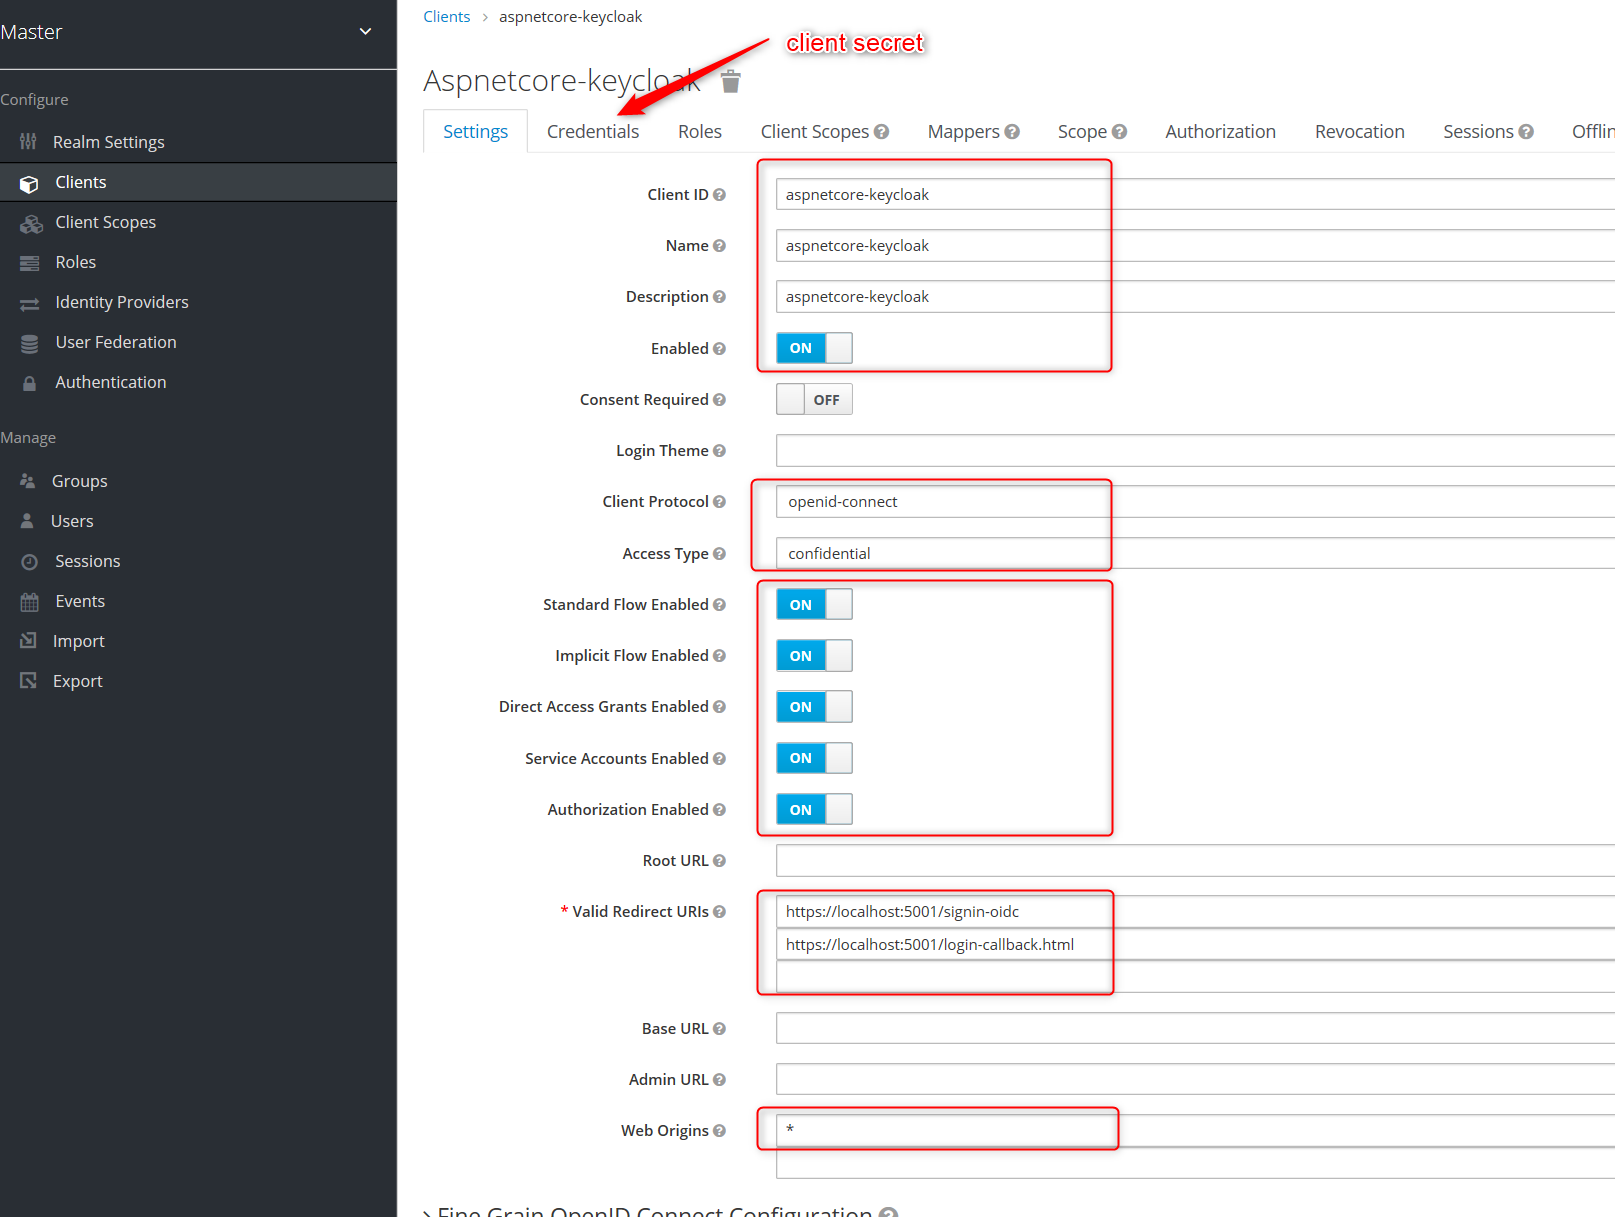 Master
Configure
Realm Settings
Clients
Client Scopes
Roles
Identity Providers
User Federation
Authentication
Manage
Groups
Users
Sessions
Events
Import
Export
Clients > aspnetcore-keycloak
client secret
Aspnetcore-keycloak
Settings Credentials Roles Client Scopes Mappers Scope Authorization Revocation Sessions Offlin
Client ID aspnetcore-keycloak
Name aspnetcore-keycloak
Description aspnetcore-keycloak
Enabled ON
Consent Required OFF
Login Theme
Client Protocol openid-connect
Access Type confidential
Standard Flow Enabled ON
Implicit Flow Enabled ON
Direct Access Grants Enabled ON
Service Accounts Enabled ON
Authorization Enabled ON
Root URL
* Valid Redirect URIs https://localhost:5001/signin-oidc
https://localhost:5001/login-callback.html
Base URL
Admin URL
Web Origins *
> Fine Grain OpenID Connect Configuration